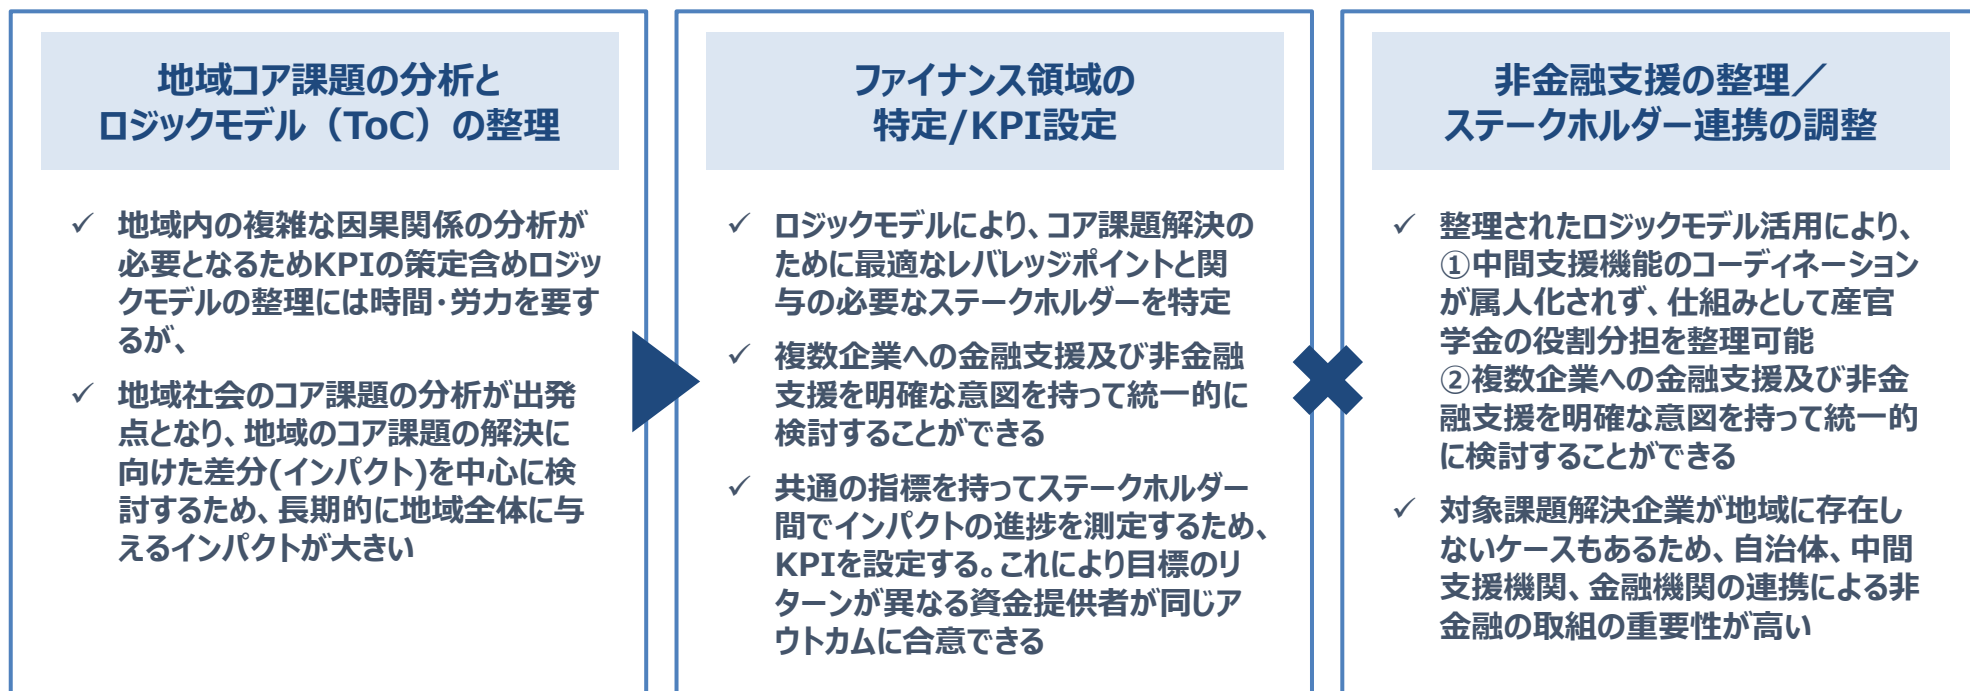 地域コア課題の分析と
ロジックモデル（ToC）の整理
✓ 地域内の複雑な因果関係の分析が
必要となるためKPIの策定含めロジッ
クモデルの整理には時間・労力を要す
るが、
✓ 地域社会のコア課題の分析が出発
点となり、地域のコア課題の解決に
向けた差分(インパクト)を中心に検
討するため、長期的に地域全体に与
えるインパクトが大きい
ファイナンス領域の
特定/KPI設定
✓ ロジックモデルにより、コア課題解決の
ために最適なレバレッジポイントと関
与の必要なステークホルダーを特定
✓ 複数企業への金融支援及び非金融
支援を明確な意図を持って統一的に
検討することができる
✓ 共通の指標を持ってステークホルダー
間でインパクトの進捗を測定するため、
KPIを設定する。これにより目標のリ
ターンが異なる資金提供者が同じア
ウトカムに合意できる
非金融支援の整理／
ステークホルダー連携の調整
✓ 整理されたロジックモデル活用により、
①中間支援機能のコーディネーション
が属人化されず、仕組みとして産官
学金の役割分担を整理可能
②複数企業への金融支援及び非金
融支援を明確な意図を持って統一的
に検討することができる
✓ 対象課題解決企業が地域に存在し
ないケースもあるため、自治体、中間
支援機関、金融機関の連携による非
金融の取組の重要性が高い